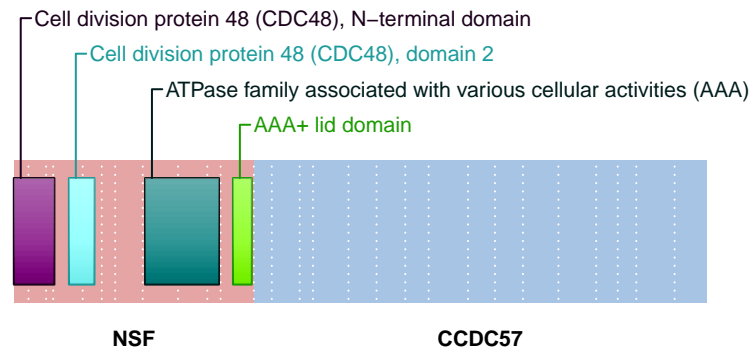 Cell division protein 48 (CDC48), N−terminal domain
Cell division protein 48 (CDC48), domain 2
ATPase family associated with various cellular activities (AAA)
AAA+ lid domain
NSF CCDC57